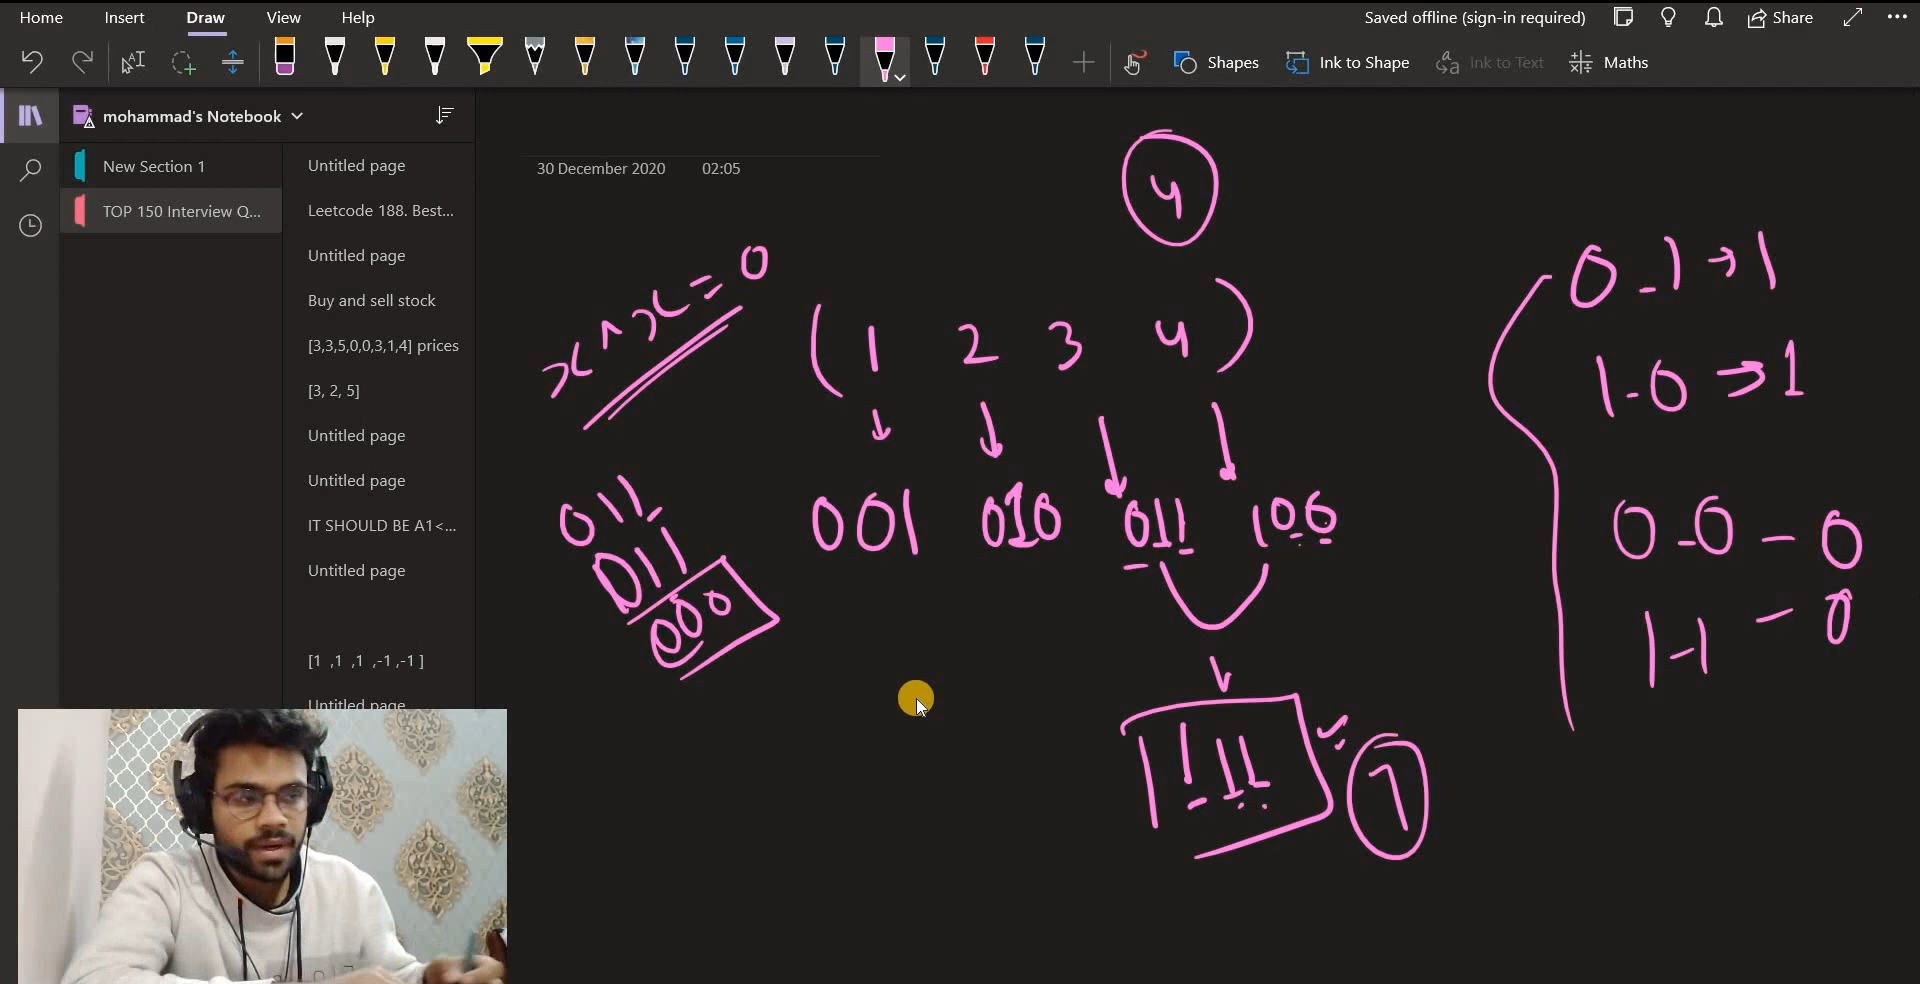 Home Insert Draw View Help
Saved offline (sign-in required) Share
Shapes Ink to Shape Ink to Text Maths
mohammad's Notebook
New Section 1
TOP 150 Interview Q...
Untitled page
Leetcode 188. Best...
Untitled page
Buy and sell stock
[3,3,5,0,0,3,1,4] prices
[3, 2, 5]
Untitled page
Untitled page
IT SHOULD BE A1<...
Untitled page
[1 ,1 ,1 ,-1 ,-1 ]
Untitled page
30 December 2020 02:05
4
x ^ x = 0
( 1 2 3 4 )
001 010 011 100
011
011
000
111
7
0 - 1 → 1
1 - 0 → 1
0 - 0 - 0
1 - 1 - 0